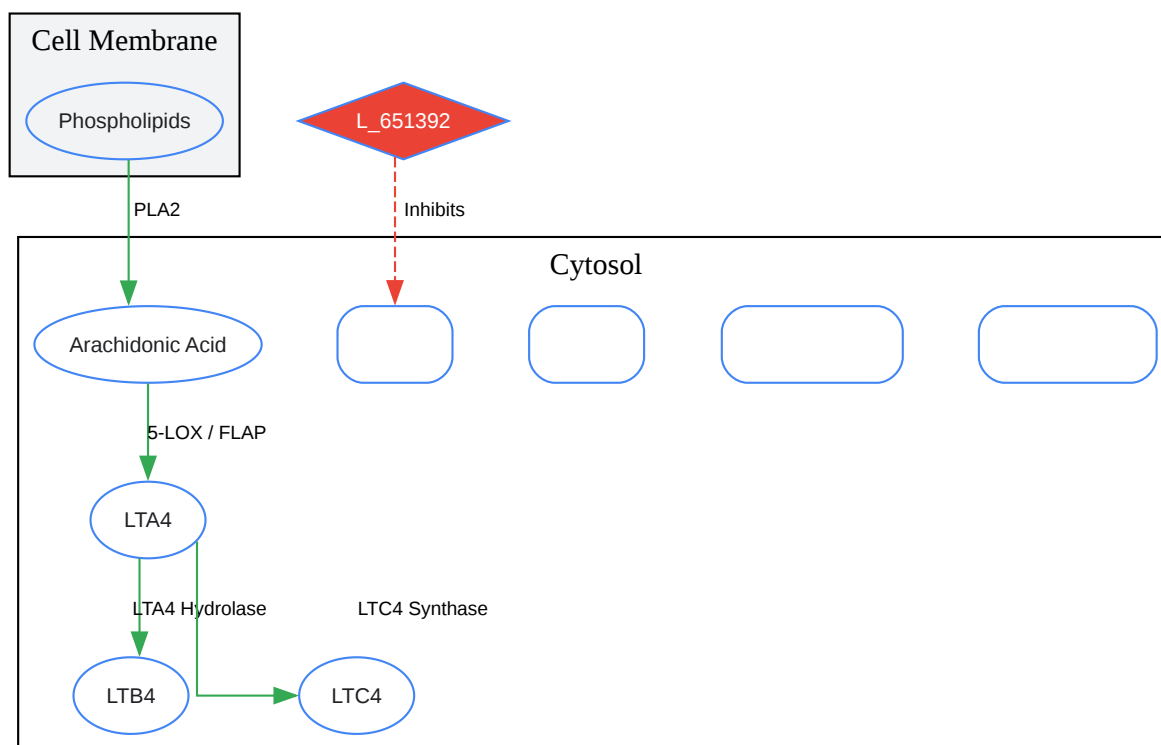 Cell Membrane
Phospholipids
L_651392
PLA2
Inhibits
Cytosol
Arachidonic Acid
5-LOX / FLAP
LTA4
LTA4 Hydrolase
LTC4 Synthase
LTB4
LTC4